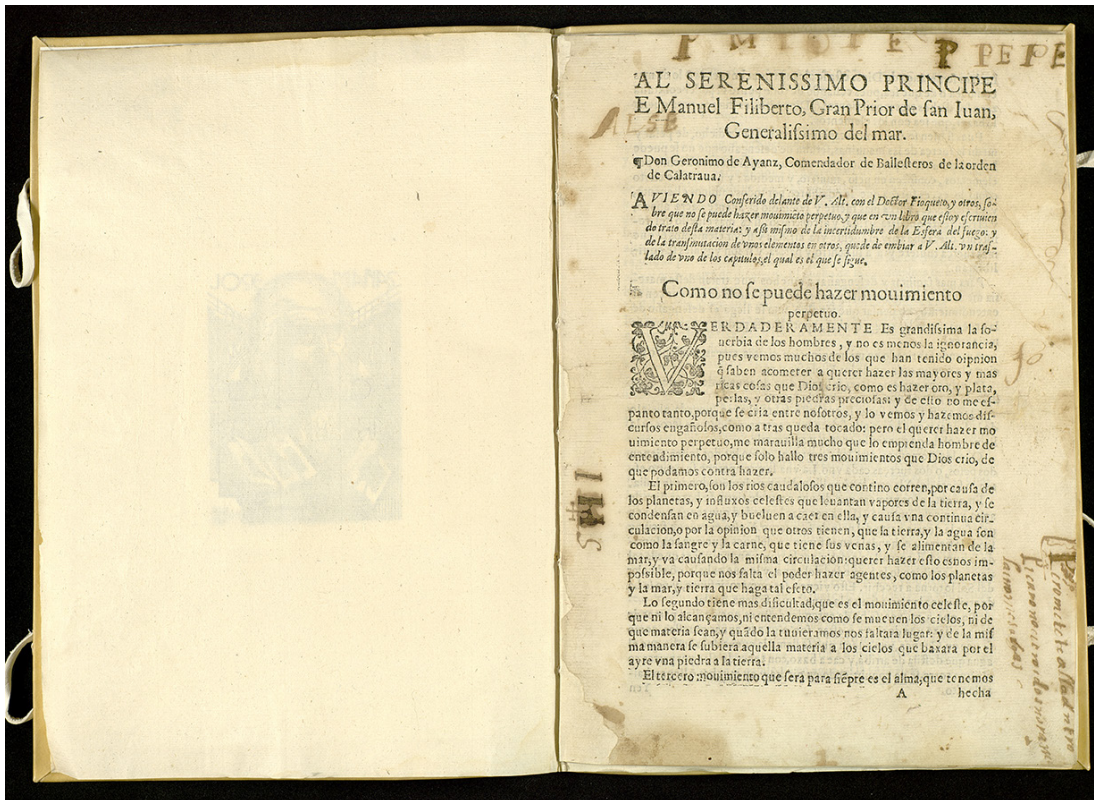 P M I P I P E P PEPE
AL SERENISSIMO PRINCIPE
E Manuel Filiberto, Gran Prior de ſan Iuan,
Generaliſsimo del mar.
ALSE
¶Don Geronimo de Ayanz, Comendador de Balleſteros de la orden
de Calatraua.
AVIENDO Conferido delante de V. Alt. con el Doctor Fioqueto, y otros, ſo-
bre que no ſe puede hazer mouimiẽto perpetuo, y que en vn libro que eſtoy eſcriuien
do trato deſta materia: y aſsi miſmo de la incertidumbre de la Esfera del fuego: y
de la tranſmutacion de vnos elementos en otros, quede de embiar a V. Alt. vn traſ-
lado de vno de los capitulos, el qual es el que ſe ſigue.
Como no ſe puede hazer mouimiento
perpetuo.
VERDADERAMENTE Es grandiſsima la ſo-
uerbia de los hombres, y no es menos la ignorancia,
pues vemos muchos de los que han tenido oipnion
q̃ ſaben acometer a querer hazer las mayores y mas
ricas coſas que Dios crio, como es hazer oro, y plata,
perlas, y otras piedras precioſas: y de eſto no me eſ-
panto tanto, porque ſe cria entre noſotros, y lo vemos y hazemos diſ-
curſos engañoſos, como a tras queda tocado: pero el querer hazer mo
uimiento perpetuo, me marauilla mucho que lo emprenda hombre de
entendimiento, porque ſolo hallo tres mouimientos que Dios crio, de
que podamos contra hazer.
El primero, ſon los rios caudaloſos que contino corren, por cauſa de
los planetas, y influxos celeſtes que leuantan vapores de la tierra, y ſe
condenſan en agua, y bueluen a caer en ella, y cauſa vna continua cir-
culacion, o por la opinion que otros tienen, que la tierra, y la agua ſon
como la ſangre y la carne, que tiene ſus venas, y ſe alimentan de la
mar, y va cauſando la miſma circulacion: querer hazer eſto esnos im-
poſsible, porque nos falta el poder hazer agentes, como los planetas
y la mar, y tierra que haga tal efeto.
Lo ſegundo tiene mas dificultad, que es el mouimiento celeſte, por
que ni lo alcançamos, ni entendemos como ſe mueuen los cielos, ni de
que materia ſean, y quãdo la tuuieramos nos faltara lugar: y de la miſ
ma manera ſe ſubiera aquella materia a los cielos que baxara por el
ayre vna piedra a la tierra.
El tercero mouimiento que ſera para ſiẽpre es el alma, que tenemos
A hecha